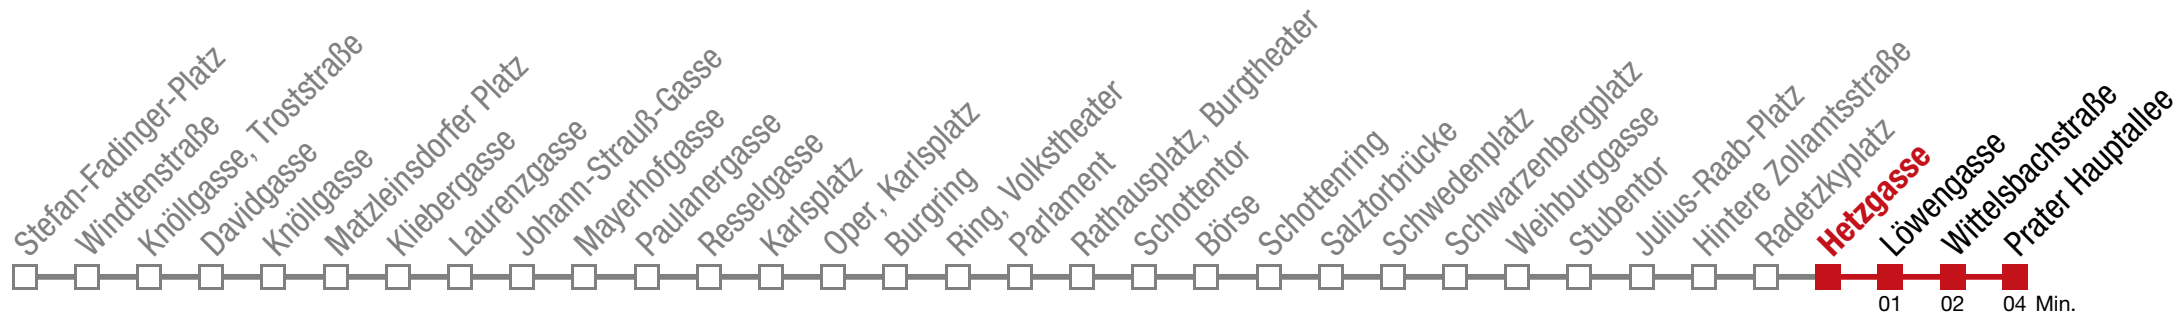 Stefan-Fadinger-Platz
Windtenstraße
Knöllgasse, Troststraße
Davidgasse
Knöllgasse
Matzleinsdorfer Platz
Kliebergasse
Laurenzgasse
Johann-Strauß-Gasse
Mayerhofgasse
Paulanergasse
Resselgasse
Karlsplatz
Oper, Karlsplatz
Burgring
Ring, Volkstheater
Parlament
Rathausplatz, Burgtheater
Schottentor
Börse
Schottenring
Salztorbrücke
Schwedenplatz
Schwarzenbergplatz
Weihburggasse
Stubentor
Julius-Raab-Platz
Hintere Zollamtsstraße
Radetzkyplatz
Hetzgasse
Löwengasse
Wittelsbachstraße
Prater Hauptallee
01 02 04 Min.